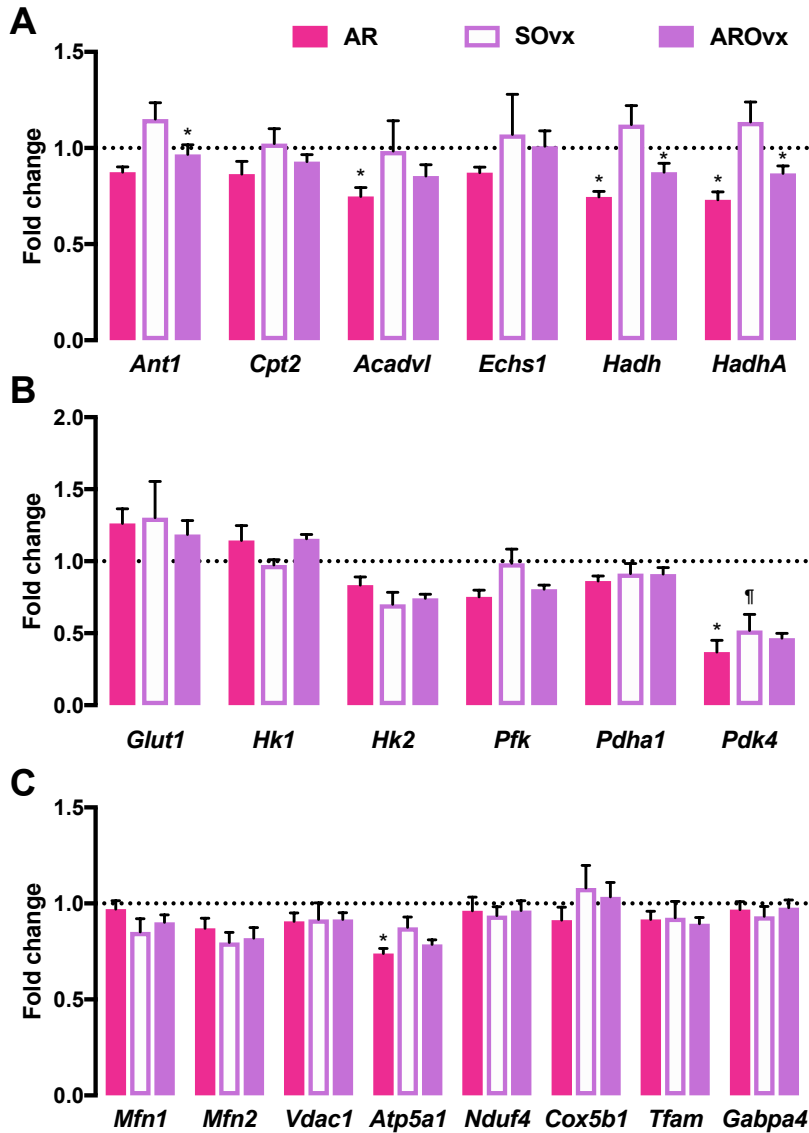 A
AR SOvx AROvx
Fold change
1.5
1.0
0.5
0.0
* * * * * *
Ant1 Cpt2 Acadvl Echs1 Hadh HadhA
B
Fold change
2.0
1.5
1.0
0.5
0.0
* ¶
Glut1 Hk1 Hk2 Pfk Pdha1 Pdk4
C
Fold change
1.5
1.0
0.5
0.0
*
Mfn1 Mfn2 Vdac1 Atp5a1 Nduf4 Cox5b1 Tfam Gabpa4